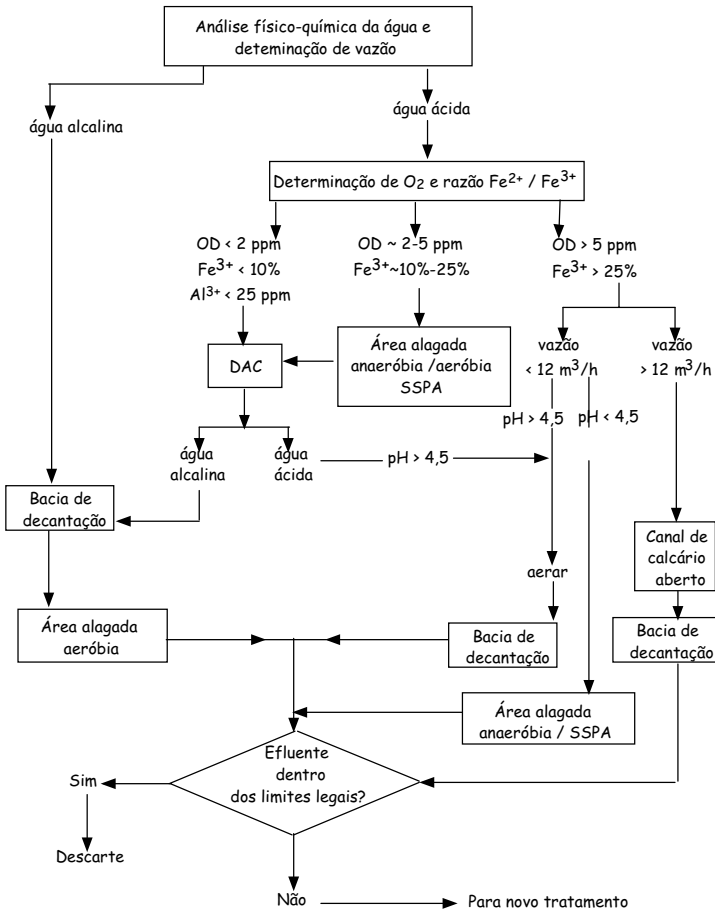 Análise físico-química da água e
deteminação de vazão
água alcalina
água ácida
Determinação de O2 e razão Fe²⁺ / Fe³⁺
OD < 2 ppm
Fe³⁺ < 10%
Al³⁺ < 25 ppm
OD ~ 2-5 ppm
Fe³⁺~10%-25%
OD > 5 ppm
Fe³⁺ > 25%
DAC
Área alagada
anaeróbia /aeróbia
SSPA
vazão
< 12 m³/h
vazão
> 12 m³/h
pH > 4,5
pH < 4,5
água
alcalina
água
ácida
pH > 4,5
Bacia de
decantação
Canal de
calcário
aberto
aerar
Área alagada
aeróbia
Bacia de
decantação
Bacia de
decantação
Área alagada
anaeróbia / SSPA
Efluente
dentro
dos limites legais?
Sim
Descarte
Não
Para novo tratamento